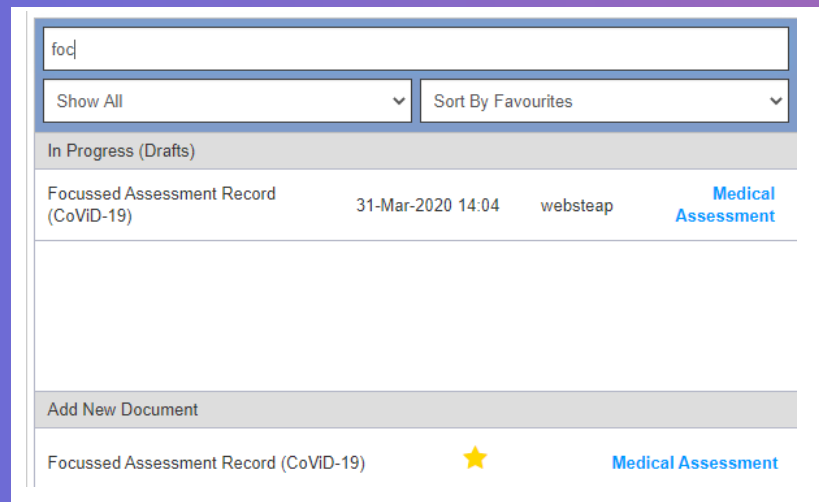 foc
Show All Sort By Favourites
In Progress (Drafts)
Focussed Assessment Record
(CoViD-19)
31-Mar-2020 14:04 websteap
Medical
Assessment
Add New Document
Focussed Assessment Record (CoViD-19) Medical Assessment